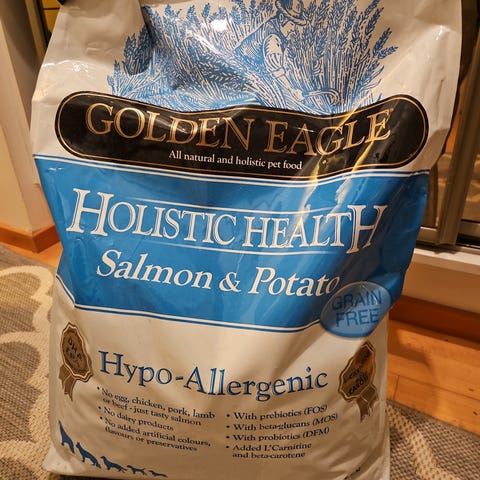 GOLDEN EAGLE
All natural and holistic pet food
HOLISTIC HEALTH
Salmon & Potato
GRAIN
FREE
Hypo-Allergenic
• No egg, chicken, pork, lamb
or beef - just tasty salmon
• No dairy products
• No added artificial colours,
flavours or preservatives
• With prebiotics (FOS)
• With beta-glucans (MOS)
• With probiotics (DFM)
• Added L'Carnitine
and beta-carotene